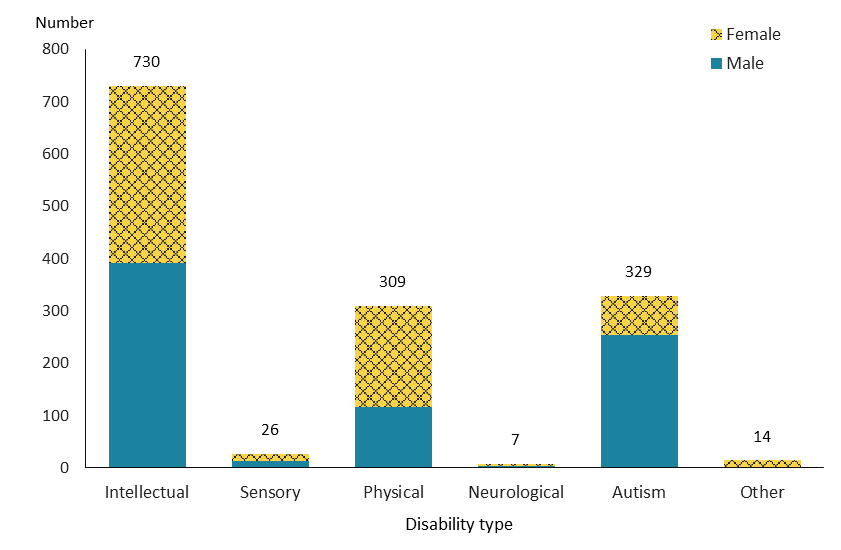 Number
Female
Male
800
700
600
500
400
300
200
100
0
730
26
309
7
329
14
Intellectual
Sensory
Physical
Neurological
Autism
Other
Disability type